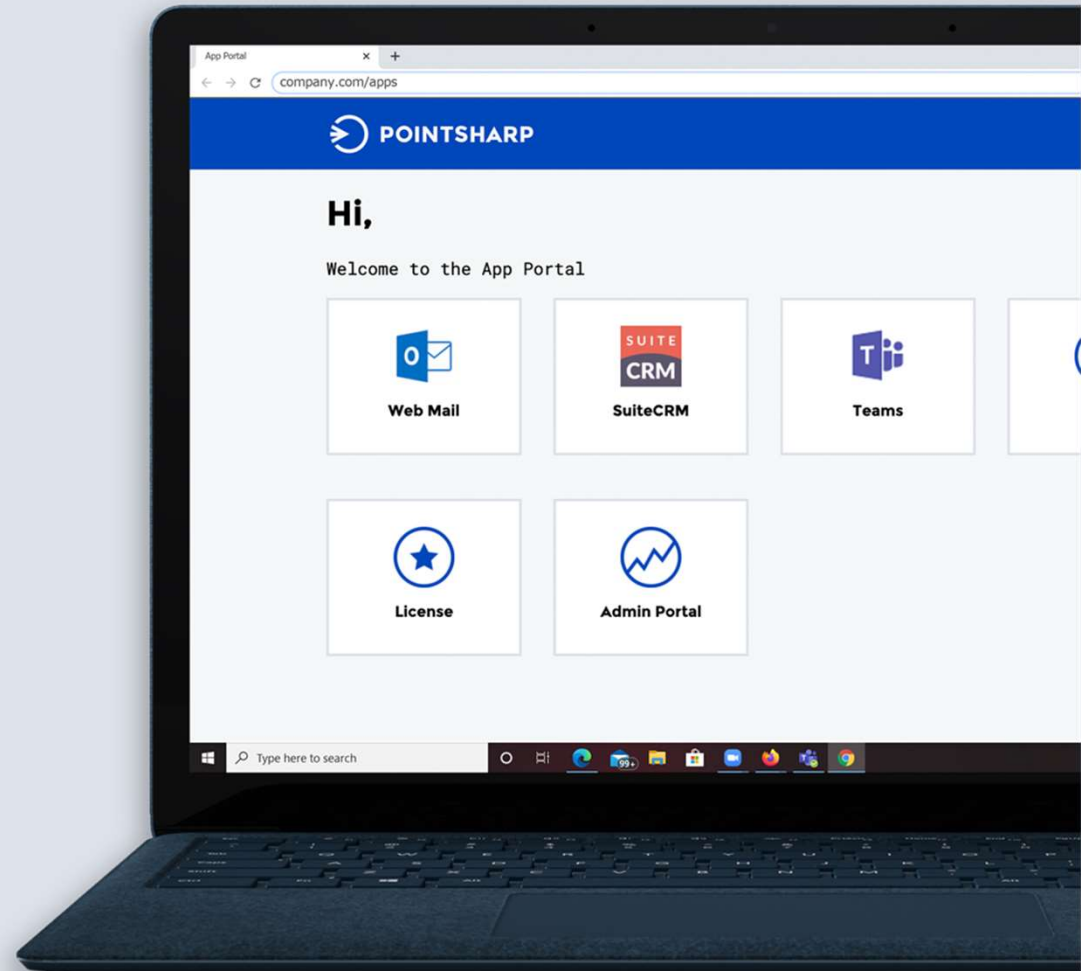 App Portal
company.com/apps
POINTSHARP
Hi,
Welcome to the App Portal
O
SUITE
CRM
T
Web Mail
SuiteCRM
Teams
License
Admin Portal
Type here to search
99+